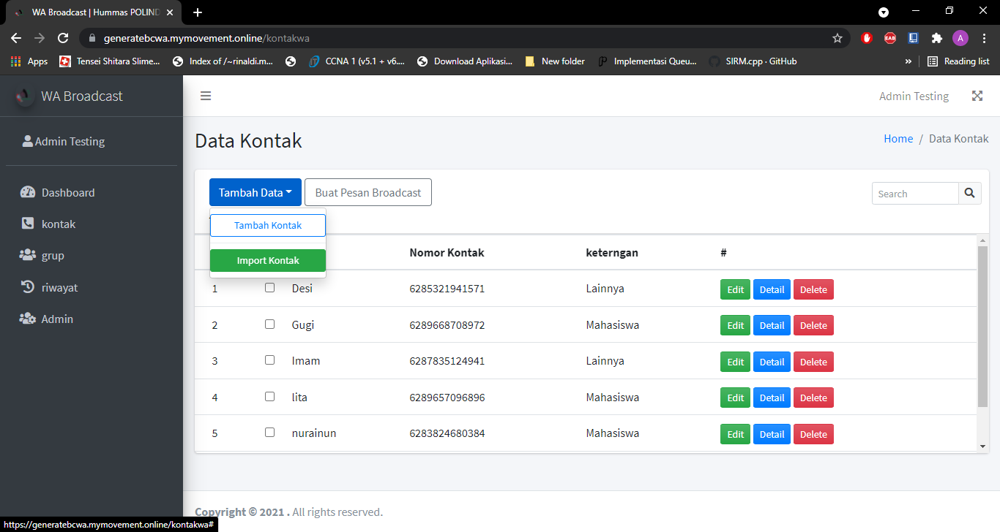 WA Broadcast | Hummas POLIND
generatebcwa.mymovement.online/kontakwa
EAB
A
Apps
Tensei Shitara Slime...
Index of /~rinaldi.m...
CCNA 1 (v5.1 + v6....
Download Aplikasi...
New folder
Implementasi Queu...
SIRM.cpp · GitHub
»
Reading list
WA Broadcast
Admin Testing
Admin Testing
Data Kontak
Home / Data Kontak
Dashboard
kontak
grup
riwayat
Admin
Tambah Data
Buat Pesan Broadcast
Search
Tambah Kontak
Import Kontak
Nomor Kontak keterngan #
1 Desi 6285321941571 Lainnya Edit Detail Delete
2 Gugi 6289668708972 Mahasiswa Edit Detail Delete
3 Imam 6287835124941 Lainnya Edit Detail Delete
4 lita 6289657096896 Mahasiswa Edit Detail Delete
5 nurainun 6283824680384 Mahasiswa Edit Detail Delete
Copyright © 2021 . All rights reserved.
https://generatebcwa.mymovement.online/kontakwa#